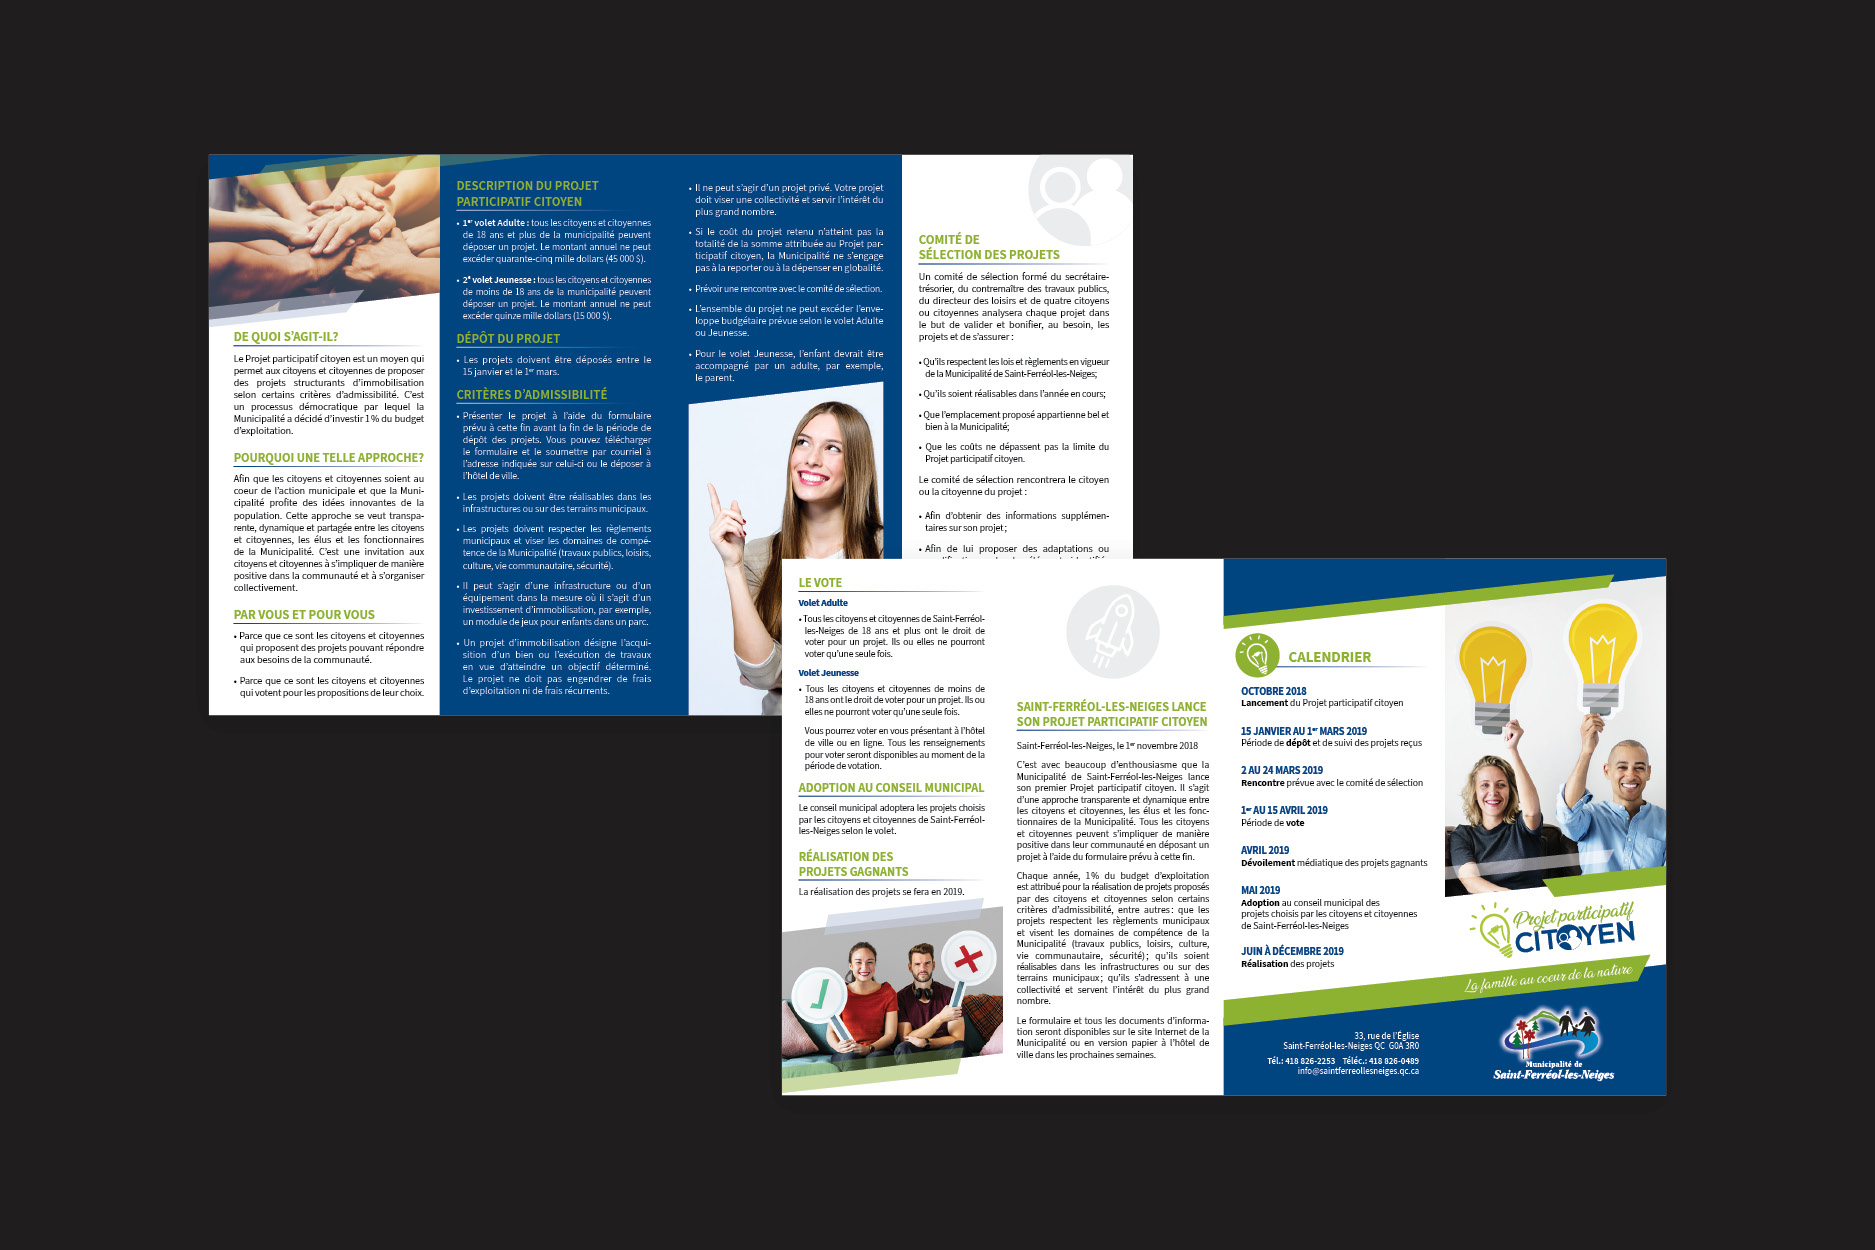 DE QUOI S'AGIT-IL?
Le Projet participatif citoyen est un moyen qui
permet aux citoyens et citoyennes de proposer
des projets structurants d'immobilisation
selon certains critères d'admissibilité. C'est
un processus démocratique par lequel la
Municipalité a décidé d'investir 1 % du budget
d'exploitation.
POURQUOI UNE TELLE APPROCHE?
Afin que les citoyens et citoyennes soient au
coeur de l'action municipale et que la Muni-
cipalité profite des idées innovantes de la
population. Cette approche se veut transpa-
rente, dynamique et partagée entre les citoyens
et citoyennes, les élus et les fonctionnaires
de la Municipalité. C'est une invitation aux
citoyens et citoyennes à s'impliquer de manière
positive dans la communauté et à s'organiser
collectivement.
PAR VOUS ET POUR VOUS
• Parce que ce sont les citoyens et citoyennes
qui proposent des projets pouvant répondre
aux besoins de la communauté.
• Parce que ce sont les citoyens et citoyennes
qui votent pour les propositions de leur choix.
DESCRIPTION DU PROJET
PARTICIPATIF CITOYEN
• 1er volet Adulte : tous les citoyens et citoyennes
de 18 ans et plus de la municipalité peuvent
déposer un projet. Le montant annuel ne peut
excéder quarante-cinq mille dollars (45 000 $).
• 2e volet Jeunesse : tous les citoyens et citoyennes
de moins de 18 ans de la municipalité peuvent
déposer un projet. Le montant annuel ne peut
excéder quinze mille dollars (15 000 $).
DÉPÔT DU PROJET
• Les projets doivent être déposés entre le
15 janvier et le 1er mars.
CRITÈRES D'ADMISSIBILITÉ
• Présenter le projet à l'aide du formulaire
prévu à cette fin avant la fin de la période de
dépôt des projets. Vous pouvez télécharger
le formulaire et le soumettre par courriel à
l'adresse indiquée sur celui-ci ou le déposer à
l'hôtel de ville.
• Les projets doivent être réalisables dans les
infrastructures ou sur des terrains municipaux.
• Les projets doivent respecter les règlements
municipaux et viser les domaines de compé-
tence de la Municipalité (travaux publics, loisirs,
culture, vie communautaire, sécurité).
• Il peut s'agir d'une infrastructure ou d'un
équipement dans la mesure où il s'agit d'un
investissement d'immobilisation, par exemple,
un module de jeux pour enfants dans un parc.
• Un projet d'immobilisation désigne l'acqui-
sition d'un bien ou l'exécution de travaux
en vue d'atteindre un objectif déterminé.
Le projet ne doit pas engendrer de frais
d'exploitation ni de frais récurrents.
• Il ne peut s'agir d'un projet privé. Votre projet
doit viser une collectivité et servir l'intérêt du
plus grand nombre.
• Si le coût du projet retenu n'atteint pas la
totalité de la somme attribuée au Projet par-
ticipatif citoyen, la Municipalité ne s'engage
pas à la reporter ou à la dépenser en globalité.
• Prévoir une rencontre avec le comité de sélection.
• L'ensemble du projet ne peut excéder l'enve-
loppe budgétaire prévue selon le volet Adulte
ou Jeunesse.
• Pour le volet Jeunesse, l'enfant devrait être
accompagné par un adulte, par exemple,
le parent.
COMITÉ DE
SÉLECTION DES PROJETS
Un comité de sélection formé du secrétaire-
trésorier, du contremaître des travaux publics,
du directeur des loisirs et de quatre citoyens
ou citoyennes analysera chaque projet dans
le but de valider et bonifier, au besoin, les
projets et de s'assurer :
• Qu'ils respectent les lois et règlements en vigueur
de la Municipalité de Saint-Ferréol-les-Neiges;
• Qu'ils soient réalisables dans l'année en cours;
• Que l'emplacement proposé appartienne bel et
bien à la Municipalité;
• Que les coûts ne dépassent pas la limite du
Projet participatif citoyen.
Le comité de sélection rencontrera le citoyen
ou la citoyenne du projet :
• Afin d'obtenir des informations supplémen-
taires sur son projet;
• Afin de lui proposer des adaptations ou
LE VOTE
Volet Adulte
• Tous les citoyens et citoyennes de Saint-Ferréol-
les-Neiges de 18 ans et plus ont le droit de
voter pour un projet. Ils ou elles ne pourront
voter qu'une seule fois.
Volet Jeunesse
• Tous les citoyens et citoyennes de moins de
18 ans ont le droit de voter pour un projet. Ils ou
elles ne pourront voter qu'une seule fois.
Vous pourrez voter en vous présentant à l'hôtel
de ville ou en ligne. Tous les renseignements
pour voter seront disponibles au moment de la
période de votation.
ADOPTION AU CONSEIL MUNICIPAL
Le conseil municipal adoptera les projets choisis
par les citoyens et citoyennes de Saint-Ferréol-
les-Neiges selon le volet.
RÉALISATION DES
PROJETS GAGNANTS
La réalisation des projets se fera en 2019.
SAINT-FERRÉOL-LES-NEIGES LANCE
SON PROJET PARTICIPATIF CITOYEN
Saint-Ferréol-les-Neiges, le 1er novembre 2018
C'est avec beaucoup d'enthousiasme que la
Municipalité de Saint-Ferréol-les-Neiges lance
son premier Projet participatif citoyen. Il s'agit
d'une approche transparente et dynamique entre
les citoyens et citoyennes, les élus et les fonc-
tionnaires de la Municipalité. Tous les citoyens
et citoyennes peuvent s'impliquer de manière
positive dans leur communauté en déposant un
projet à l'aide du formulaire prévu à cette fin.
Chaque année, 1 % du budget d'exploitation
est attribué pour la réalisation de projets proposés
par des citoyens et citoyennes selon certains
critères d'admissibilité, entre autres : que les
projets respectent les règlements municipaux
et visent les domaines de compétence de la
Municipalité (travaux publics, loisirs, culture,
vie communautaire, sécurité); qu'ils soient
réalisables dans les infrastructures ou sur des
terrains municipaux; qu'ils s'adressent à une
collectivité et servent l'intérêt du plus grand
nombre.
Le formulaire et tous les documents d'informa-
tion seront disponibles sur le site Internet de la
Municipalité ou en version papier à l'hôtel de
ville dans les prochaines semaines.
CALENDRIER
OCTOBRE 2018
Lancement du Projet participatif citoyen
15 JANVIER AU 1er MARS 2019
Période de dépôt et de suivi des projets reçus
2 AU 24 MARS 2019
Rencontre prévue avec le comité de sélection
1er AU 15 AVRIL 2019
Période de vote
AVRIL 2019
Dévoilement médiatique des projets gagnants
MAI 2019
Adoption au conseil municipal des
projets choisis par les citoyens et citoyennes
de Saint-Ferréol-les-Neiges
JUIN À DÉCEMBRE 2019
Réalisation des projets
33, rue de l'Église
Saint-Ferréol-les-Neiges QC G0A 3R0
Tél.: 418 826-2253 Téléc.: 418 826-0489
info@saintferreollesneiges.qc.ca
Projet participatif
CITOYEN
La famille au coeur de la nature
Municipalité de
Saint-Ferréol-les-Neiges